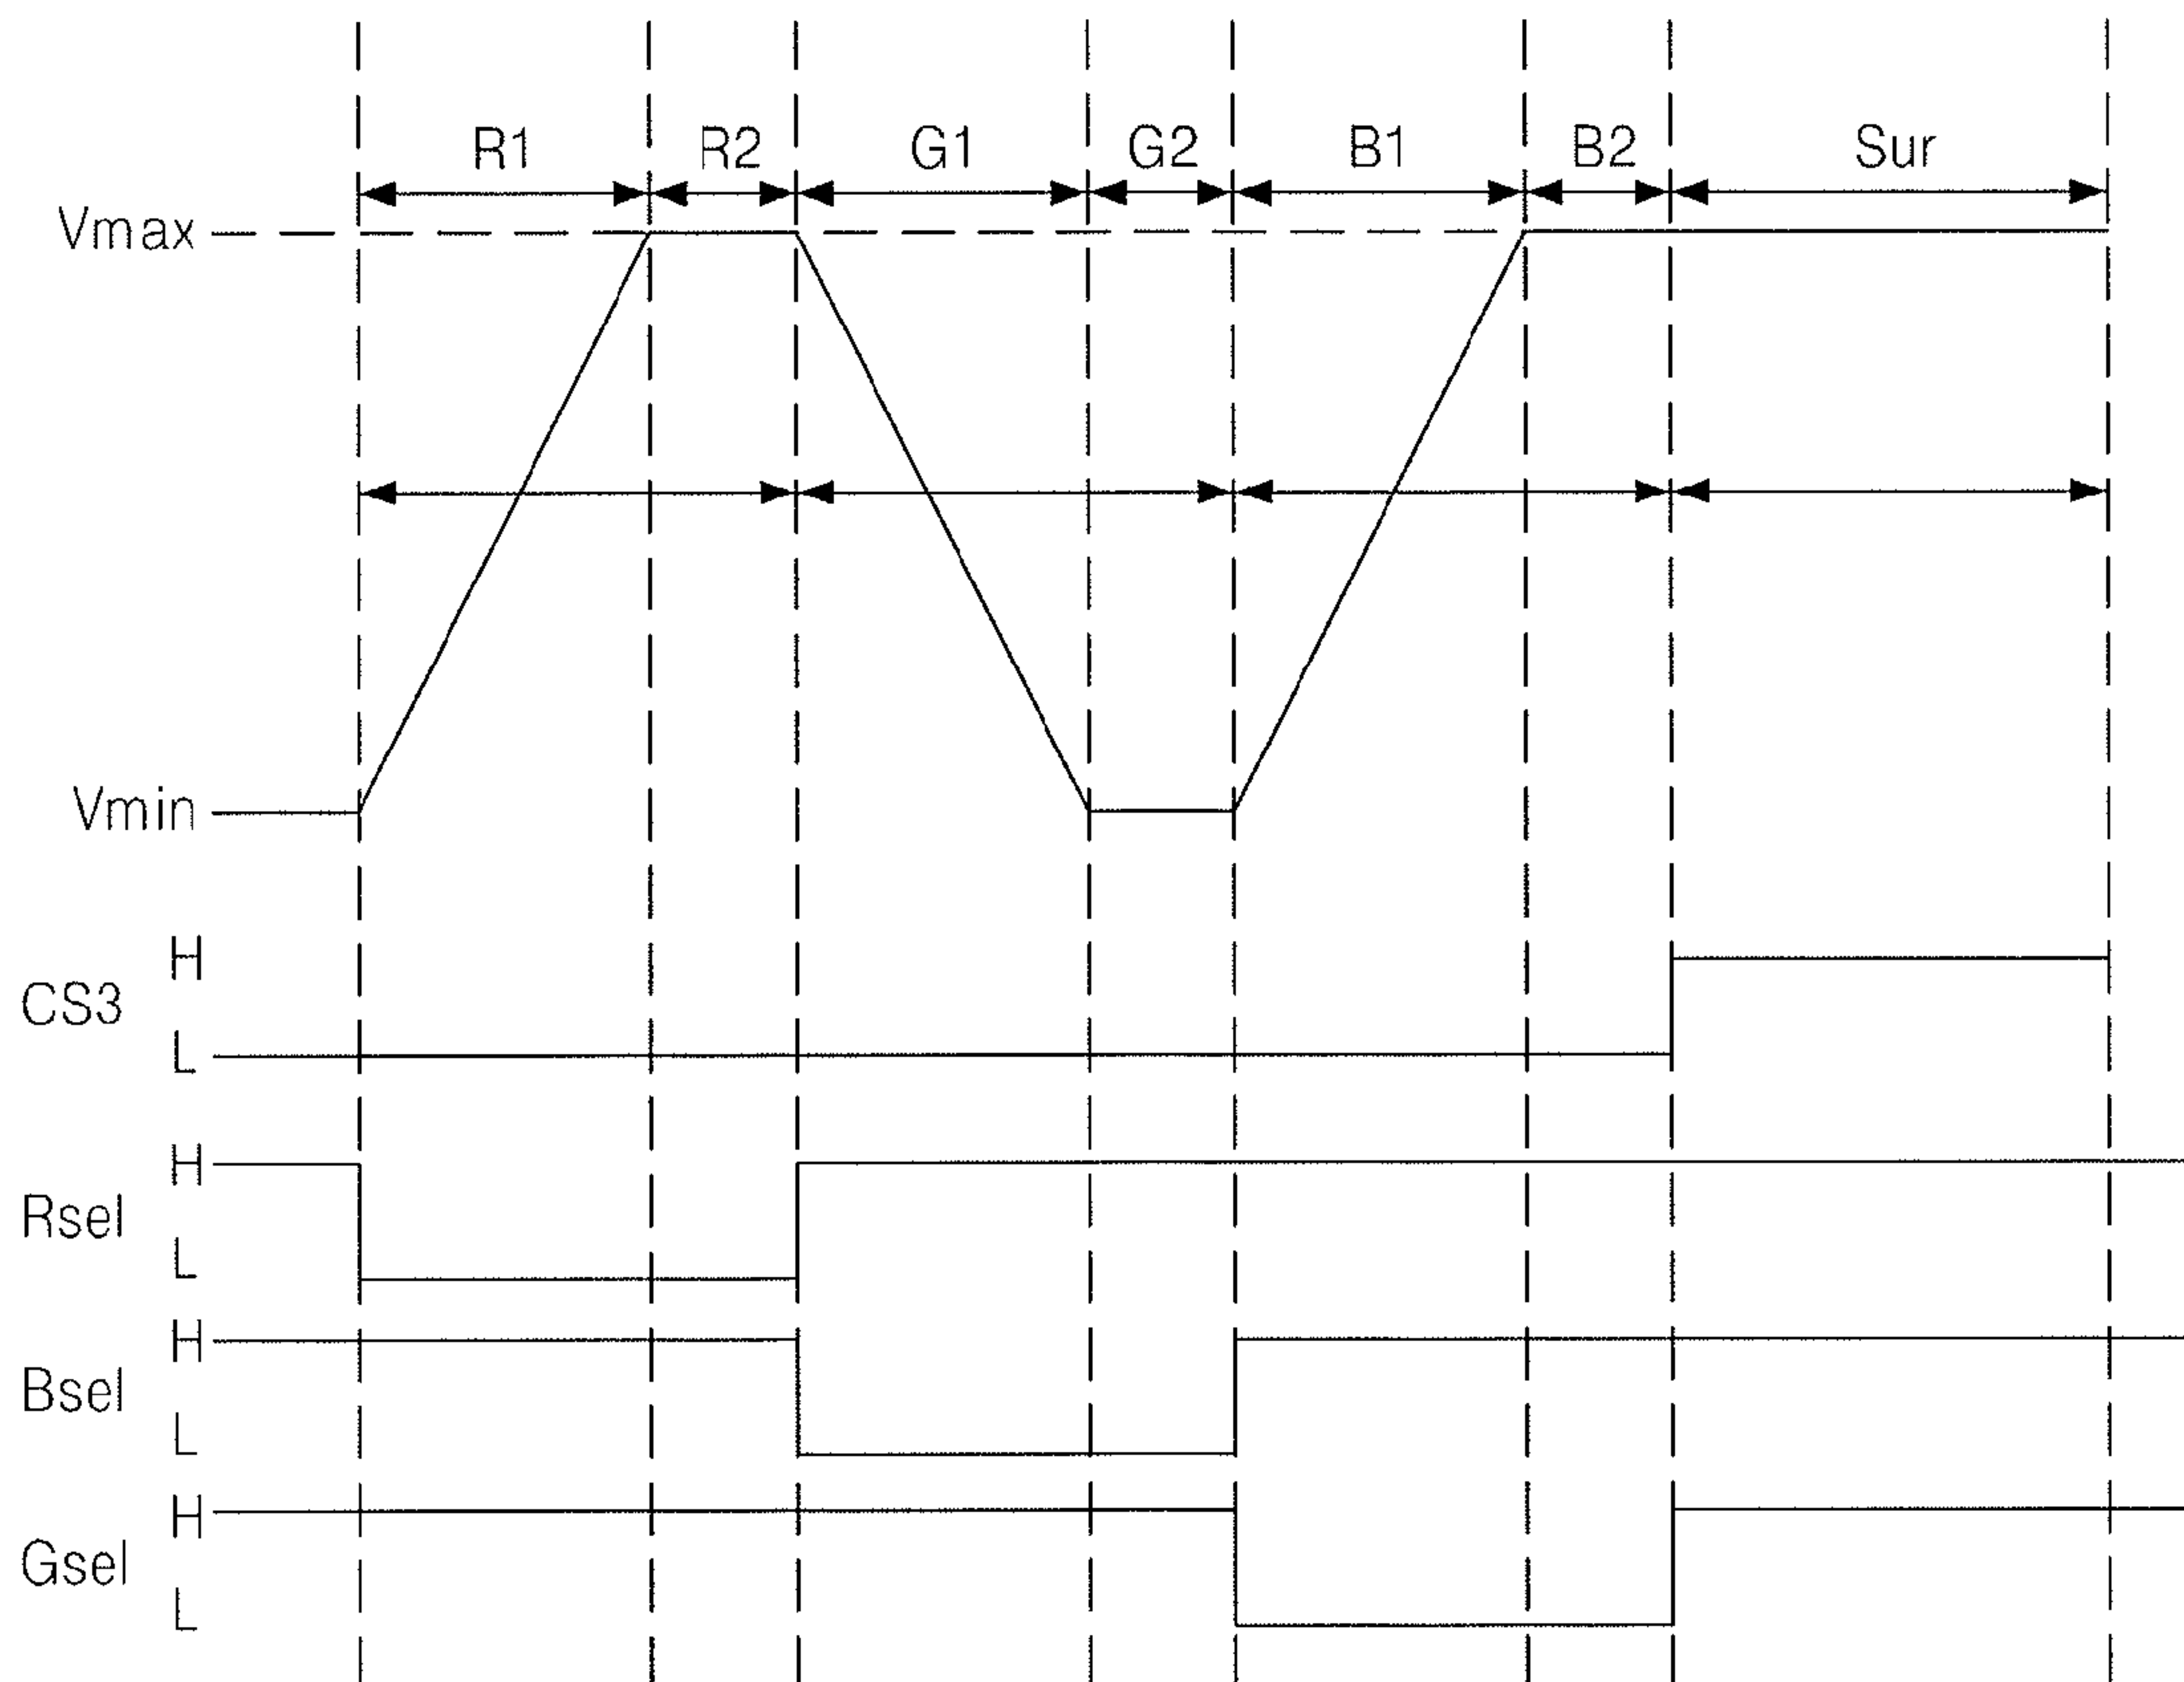 R1 R2 G1 G2 B1 B2 Sur
Vmax
Vmin
H
CS3
L
H
Rsel
L
H
Bsel
L
H
Gsel
L